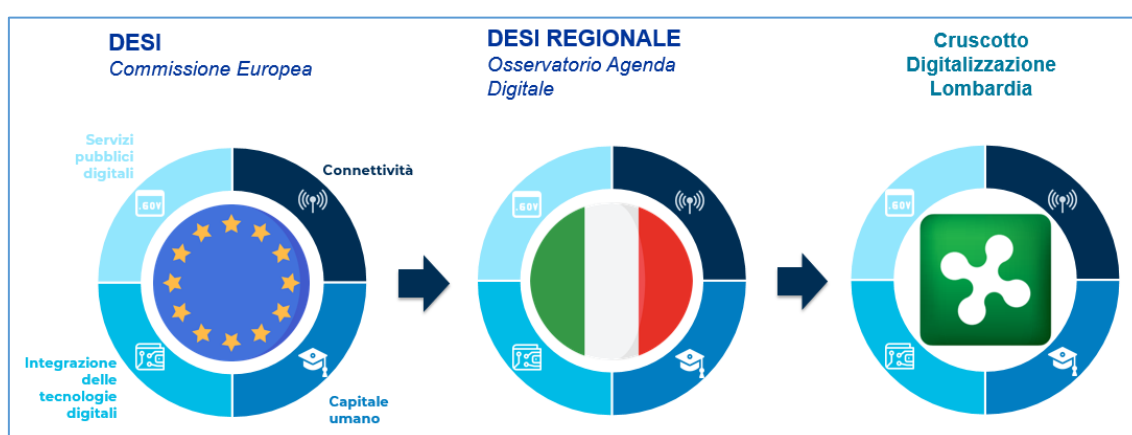 DESI
Commissione Europea
DESI REGIONALE
Osservatorio Agenda
Digitale
Cruscotto
Digitalizzazione
Lombardia
Servizi
pubblici
digitali
Connettività
Integrazione
delle
tecnologie
digitali
Capitale
umano
.GOV
.GOV
.GOV